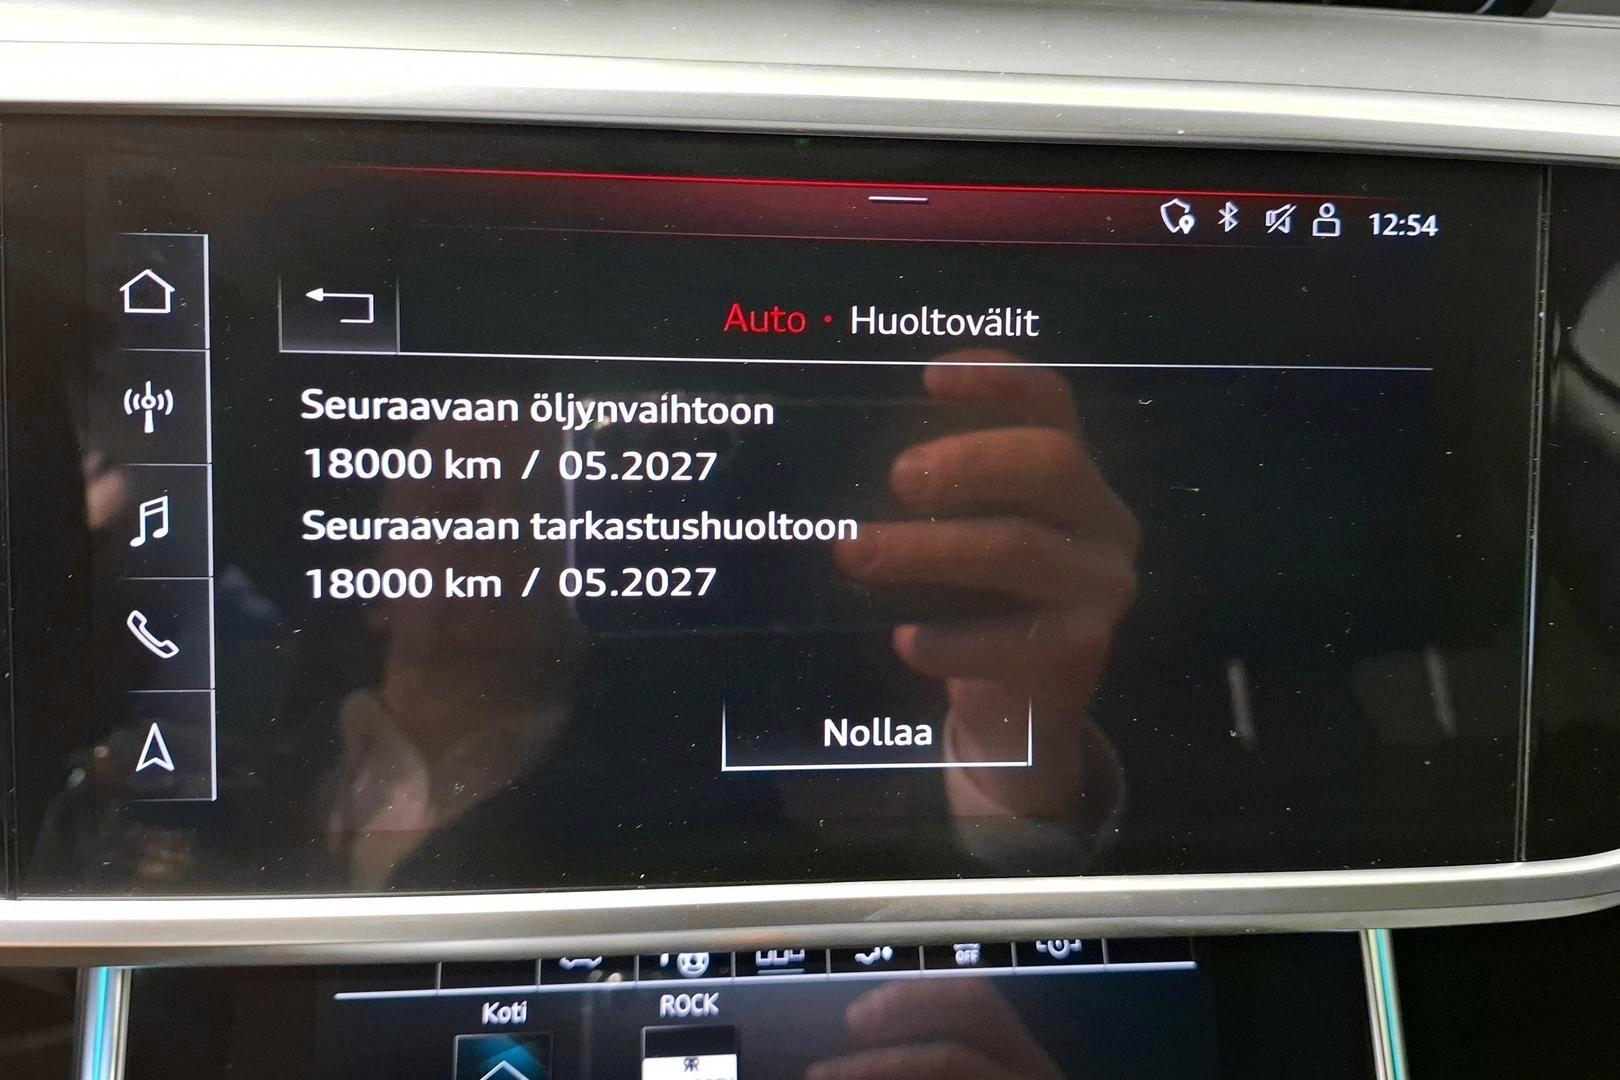 12:54
Auto • Huoltovälit
Seuraavaan öljynvaihtoon
18000 km / 05.2027
Seuraavaan tarkastushuoltoon
18000 km / 05.2027
Nollaa
OFF
Koti
ROCK